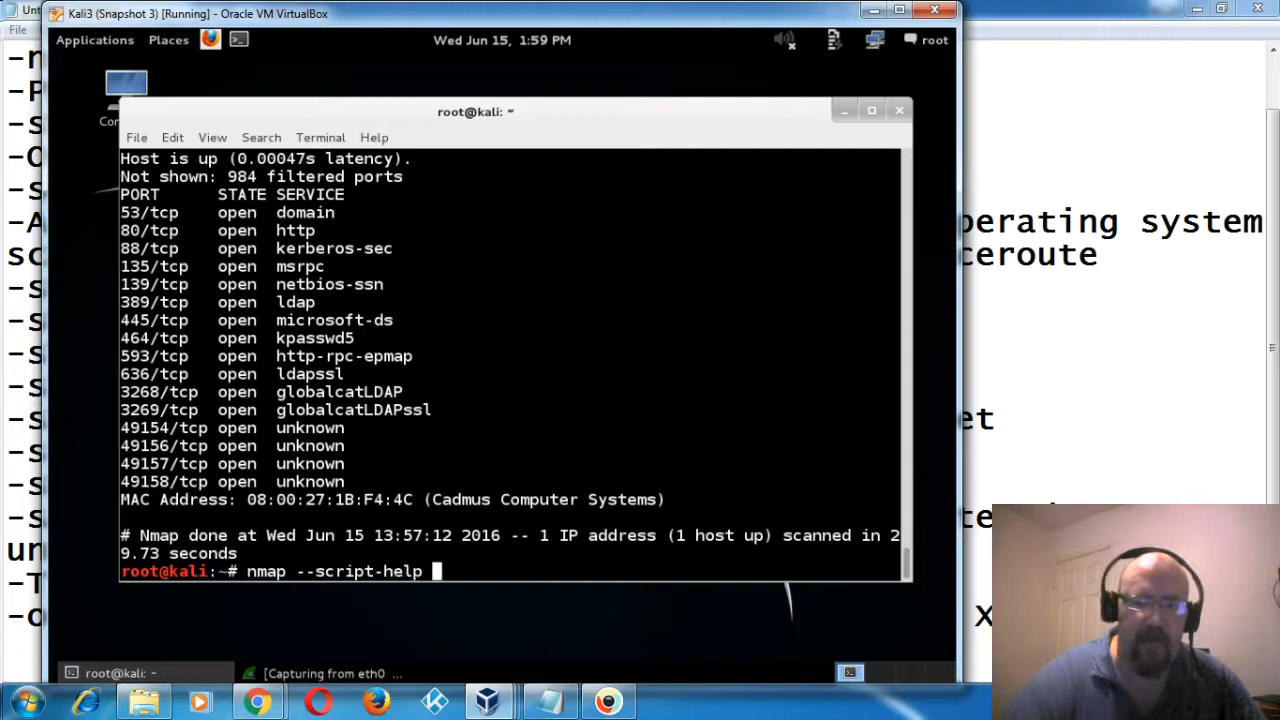 Kali3 (Snapshot 3) [Running] - Oracle VM VirtualBox
File
Applications Places Wed Jun 15, 1:59 PM root
root@kali: ~
File Edit View Search Terminal Help
Host is up (0.00047s latency).
Not shown: 984 filtered ports
PORT STATE SERVICE
53/tcp open domain
80/tcp open http
88/tcp open kerberos-sec
135/tcp open msrpc
139/tcp open netbios-ssn
389/tcp open ldap
445/tcp open microsoft-ds
464/tcp open kpasswd5
593/tcp open http-rpc-epmap
636/tcp open ldapssl
3268/tcp open globalcatLDAP
3269/tcp open globalcatLDAPssl
49154/tcp open unknown
49156/tcp open unknown
49157/tcp open unknown
49158/tcp open unknown
MAC Address: 08:00:27:1B:F4:4C (Cadmus Computer Systems)
# Nmap done at Wed Jun 15 13:57:12 2016 -- 1 IP address (1 host up) scanned in 2
9.73 seconds
root@kali:~# nmap --script-help
root@kali: ~ [Capturing from eth0 ...
perating system
ceroute